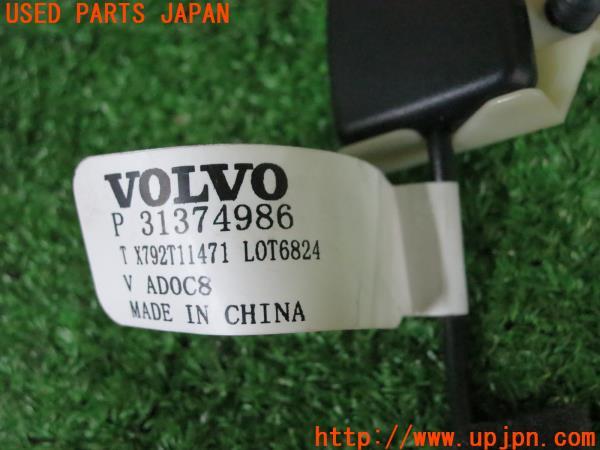 USED PARTS JAPAN
VOLVO
P 31374986
T X792T11471 LOT6824
V ADOC8
MADE IN CHINA
http://www.upjpn.com